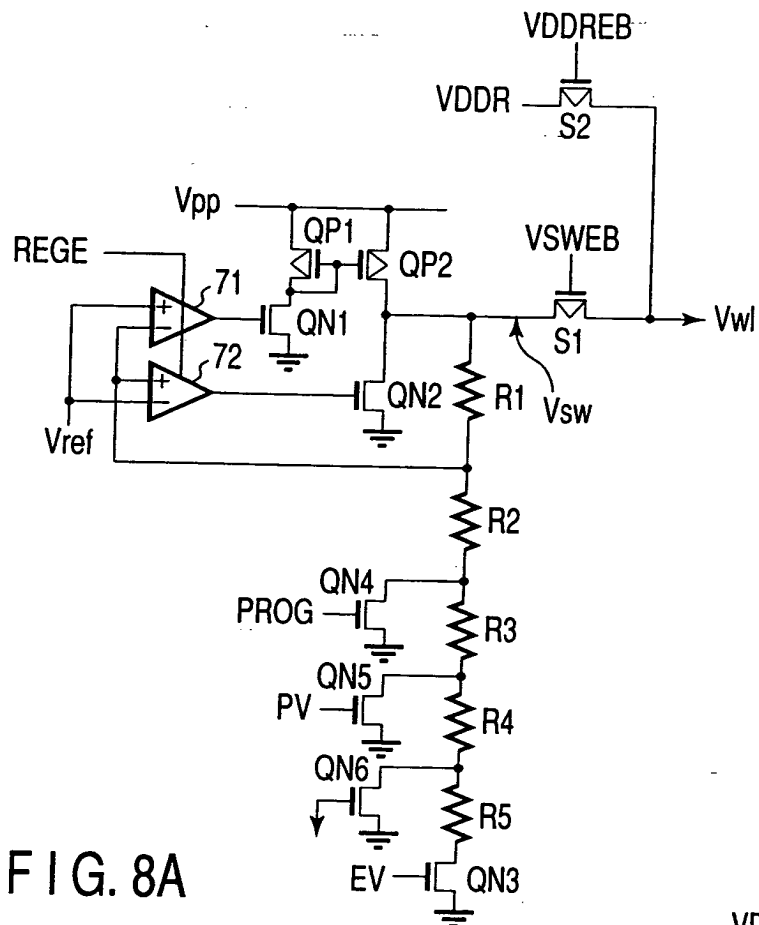 VDDREB
VDDR
S2
Vpp
QP1
QP2
VSWEB
REGE
71
+
−
QN1
S1
Vwl
72
+
−
QN2
R1
Vsw
Vref
R2
QN4
PROG
R3
QN5
PV
R4
QN6
R5
FIG. 8A
EV
QN3